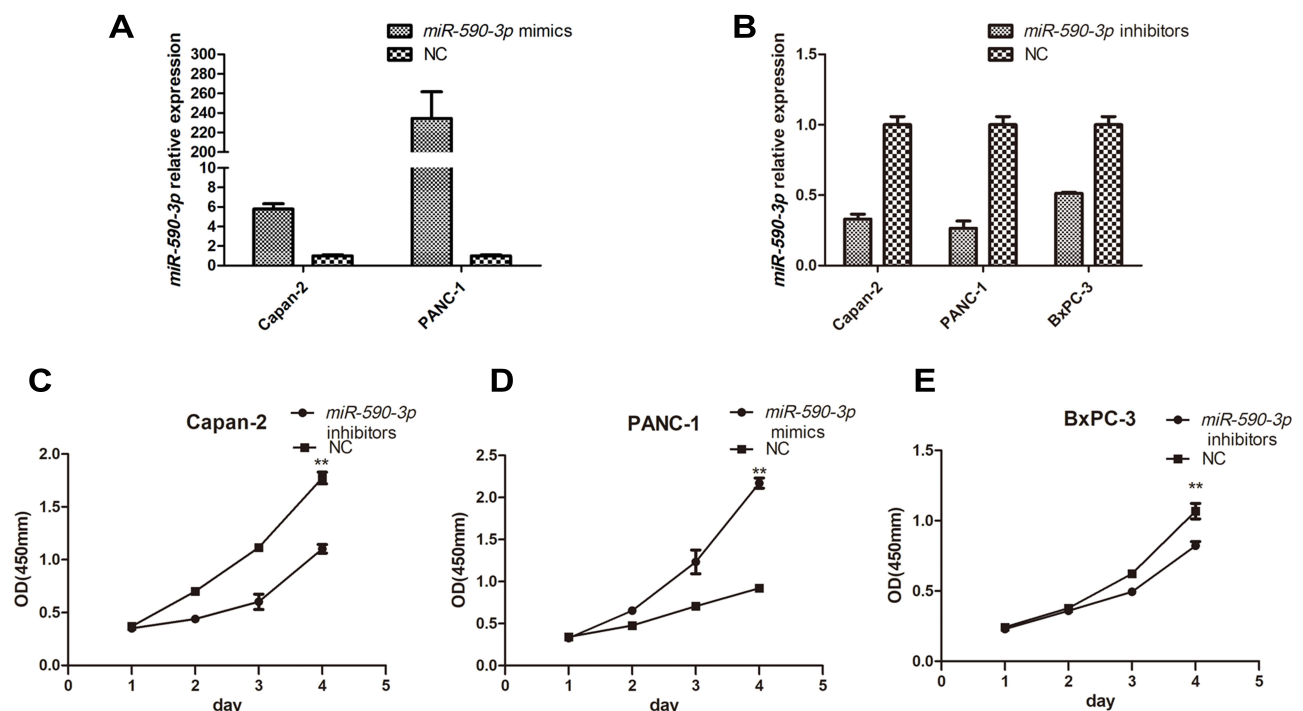 A
miR-590-3p mimics
NC
miR-590-3p relative expression
300
280
260
240
220
200
10
8
6
4
2
0
Capan-2
PANC-1
B
miR-590-3p inhibitors
NC
miR-590-3p relative expression
1.5
1.0
0.5
0.0
Capan-2
PANC-1
BxPC-3
C
Capan-2
miR-590-3p
inhibitors
NC
**
OD(450mm)
2.0
1.5
1.0
0.5
0.0
0 1 2 3 4 5
day
D
PANC-1
miR-590-3p
mimics
NC
**
OD(450mm)
2.5
2.0
1.5
1.0
0.5
0.0
0 1 2 3 4 5
day
E
BxPC-3
miR-590-3p
inhibitors
NC
**
OD(450mm)
1.5
1.0
0.5
0.0
0 1 2 3 4 5
day